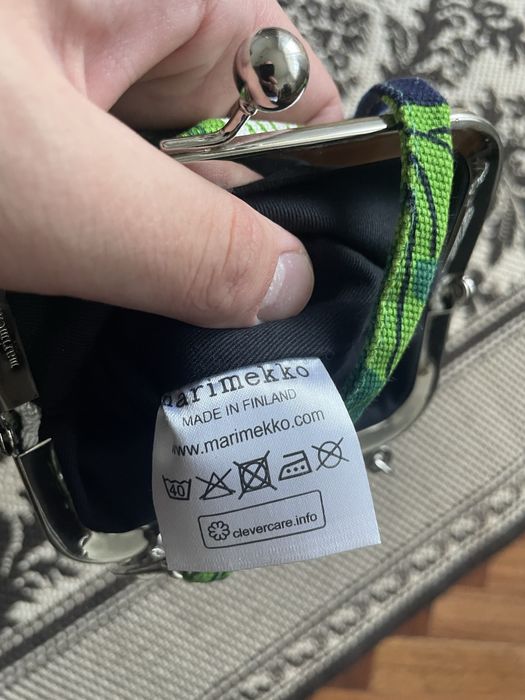 marimekko
MADE IN FINLAND
www.marimekko.com
40
clevercare.info